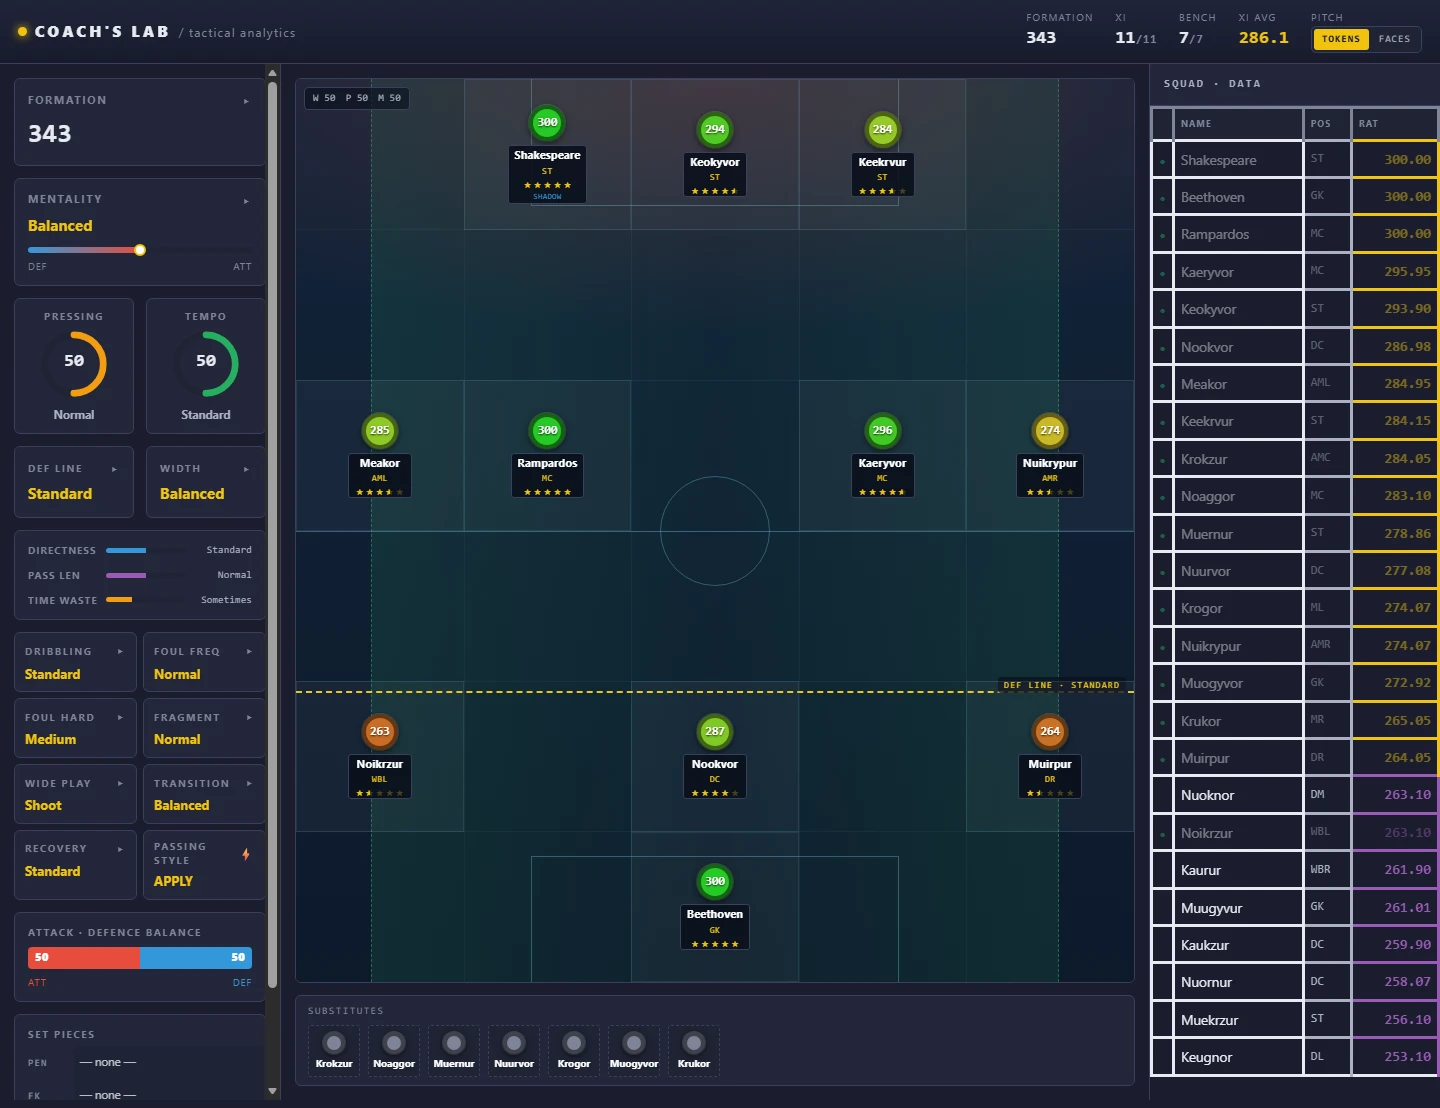 COACH'S LAB / tactical analytics
FORMATION
343
XI
11/11
BENCH
7/7
XI AVG
286.1
PITCH
TOKENS FACES
FORMATION
343
MENTALITY
Balanced
DEF ATT
PRESSING
50
Normal
TEMPO
50
Standard
DEF LINE
Standard
WIDTH
Balanced
DIRECTNESS Standard
PASS LEN Normal
TIME WASTE Sometimes
DRIBBLING
Standard
FOUL FREQ
Normal
FOUL HARD
Medium
FRAGMENT
Normal
WIDE PLAY
Shoot
TRANSITION
Balanced
RECOVERY
Standard
PASSING
STYLE
APPLY
ATTACK · DEFENCE BALANCE
50 50
ATT DEF
SET PIECES
PEN — none —
FK — none —
W 50 P 50 M 50
300
Shakespeare
ST
SHADOW
294
Keokyvor
ST
284
Keekrvur
ST
285
Meakor
AML
300
Rampardos
MC
296
Kaeryvor
MC
274
Nuikrypur
AMR
DEF LINE · STANDARD
263
Noikrzur
WBL
287
Nookvor
DC
264
Muirpur
DR
300
Beethoven
GK
SUBSTITUTES
Krokzur
Noaggor
Muernur
Nuurvor
Krogor
Muogyvor
Krukor
SQUAD · DATA
NAME POS RAT
Shakespeare ST 300.00
Beethoven GK 300.00
Rampardos MC 300.00
Kaeryvor MC 295.95
Keokyvor ST 293.90
Nookvor DC 286.98
Meakor AML 284.95
Keekrvur ST 284.15
Krokzur AMC 284.05
Noaggor MC 283.10
Muernur ST 278.86
Nuurvor DC 277.08
Krogor ML 274.07
Nuikrypur AMR 274.07
Muogyvor GK 272.92
Krukor MR 265.05
Muirpur DR 264.05
Nuoknor DM 263.10
Noikrzur WBL 263.10
Kaurur WBR 261.90
Muugyvur GK 261.01
Kaukzur DC 259.90
Nuornur DC 258.07
Muekrzur ST 256.10
Keugnor DL 253.10